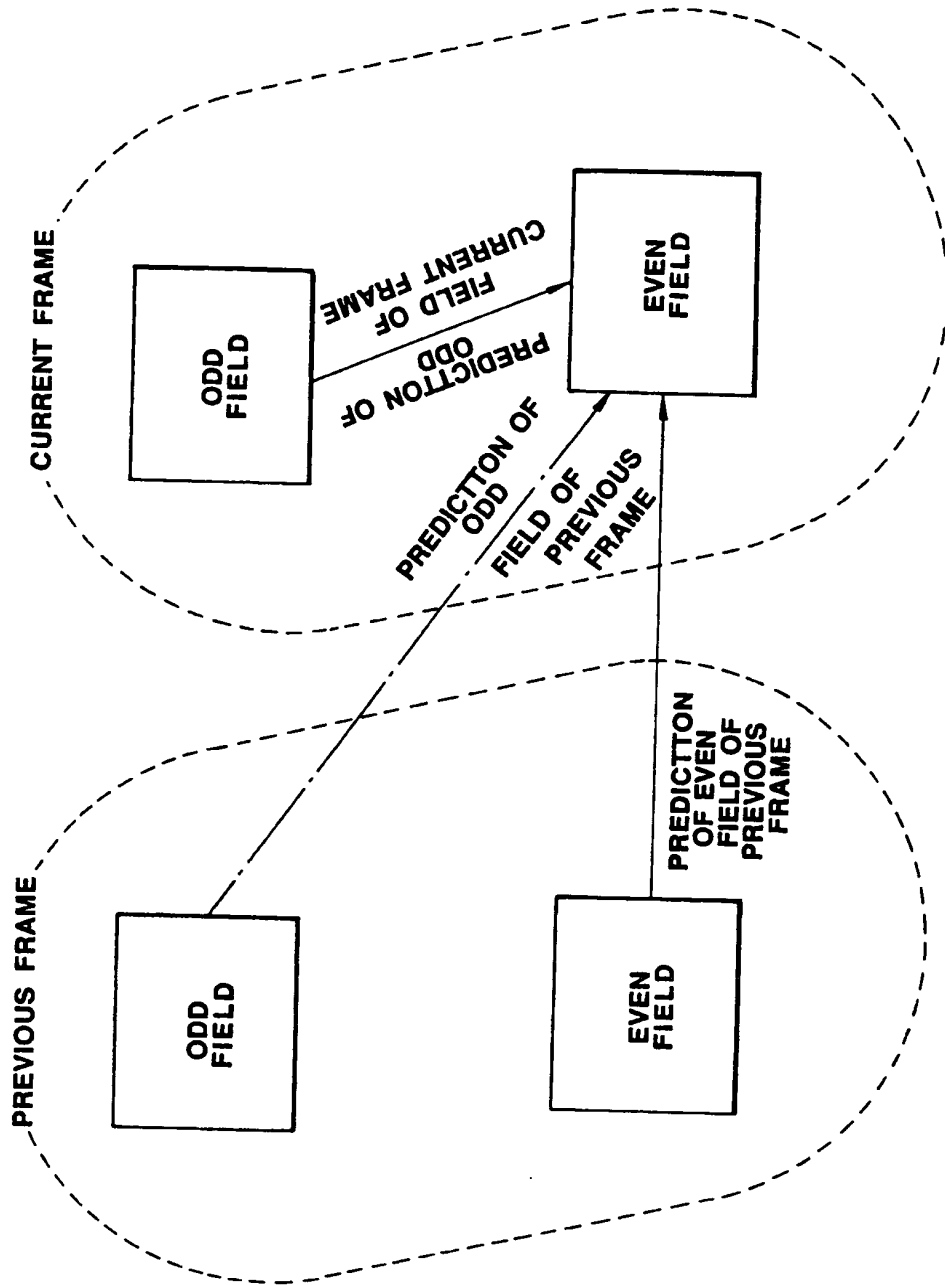 PREVIOUS FRAME
ODD
FIELD
EVEN
FIELD
PREDICTTON
OF EVEN
FIELD OF
PREVIOUS
FRAME
PREDICTTON OF
ODD
FIELD OF
PREVIOUS
FRAME
CURRENT FRAME
ODD
FIELD
PREDICTTON OF
ODD
FIELD OF
CURRENT FRAME
EVEN
FIELD